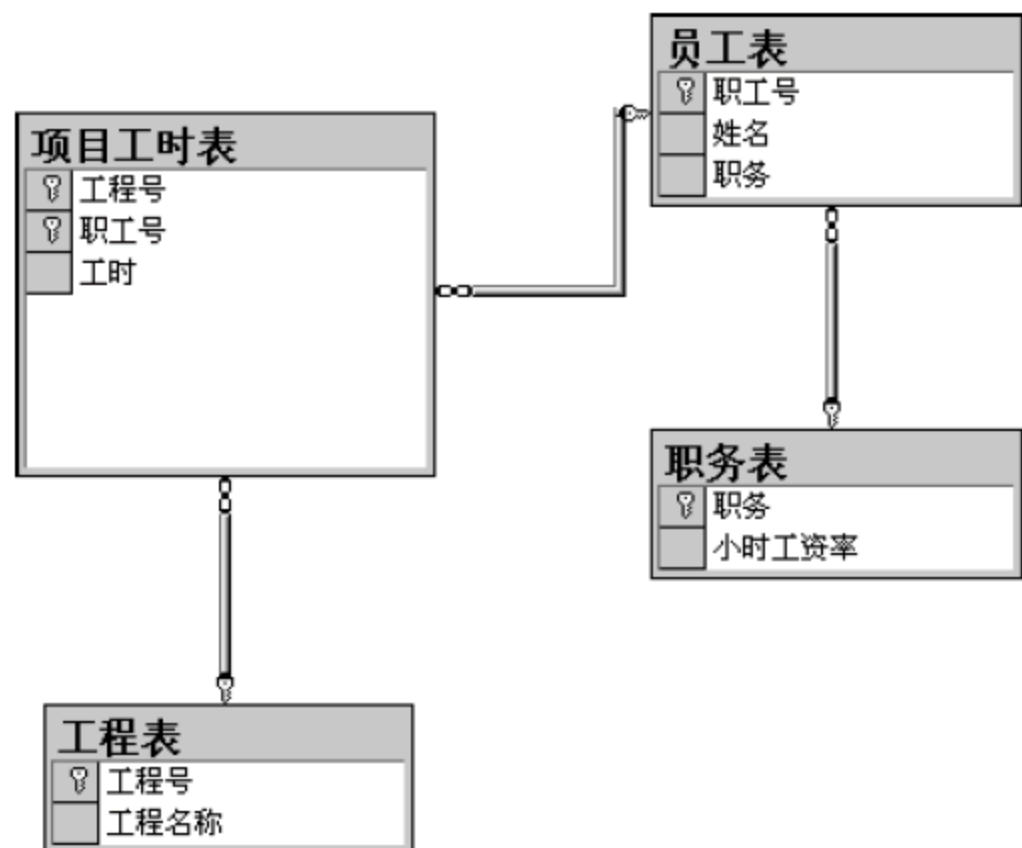 员工表
职工号
姓名
职务
项目工时表
工程号
职工号
工时
职务表
职务
小时工资率
工程表
工程号
工程名称